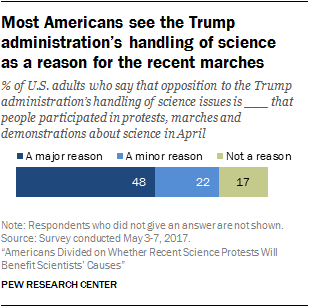 Most Americans see the Trump
administration's handling of science
as a reason for the recent marches
% of U.S. adults who say that opposition to the Trump
administration's handling of science issues is ___ that
people participated in protests, marches and
demonstrations about science in April
A major reason A minor reason Not a reason
48 22 17
Note: Respondents who did not give an answer are not shown.
Source: Survey conducted May 3-7, 2017.
"Americans Divided on Whether Recent Science Protests Will
Benefit Scientists' Causes"
PEW RESEARCH CENTER